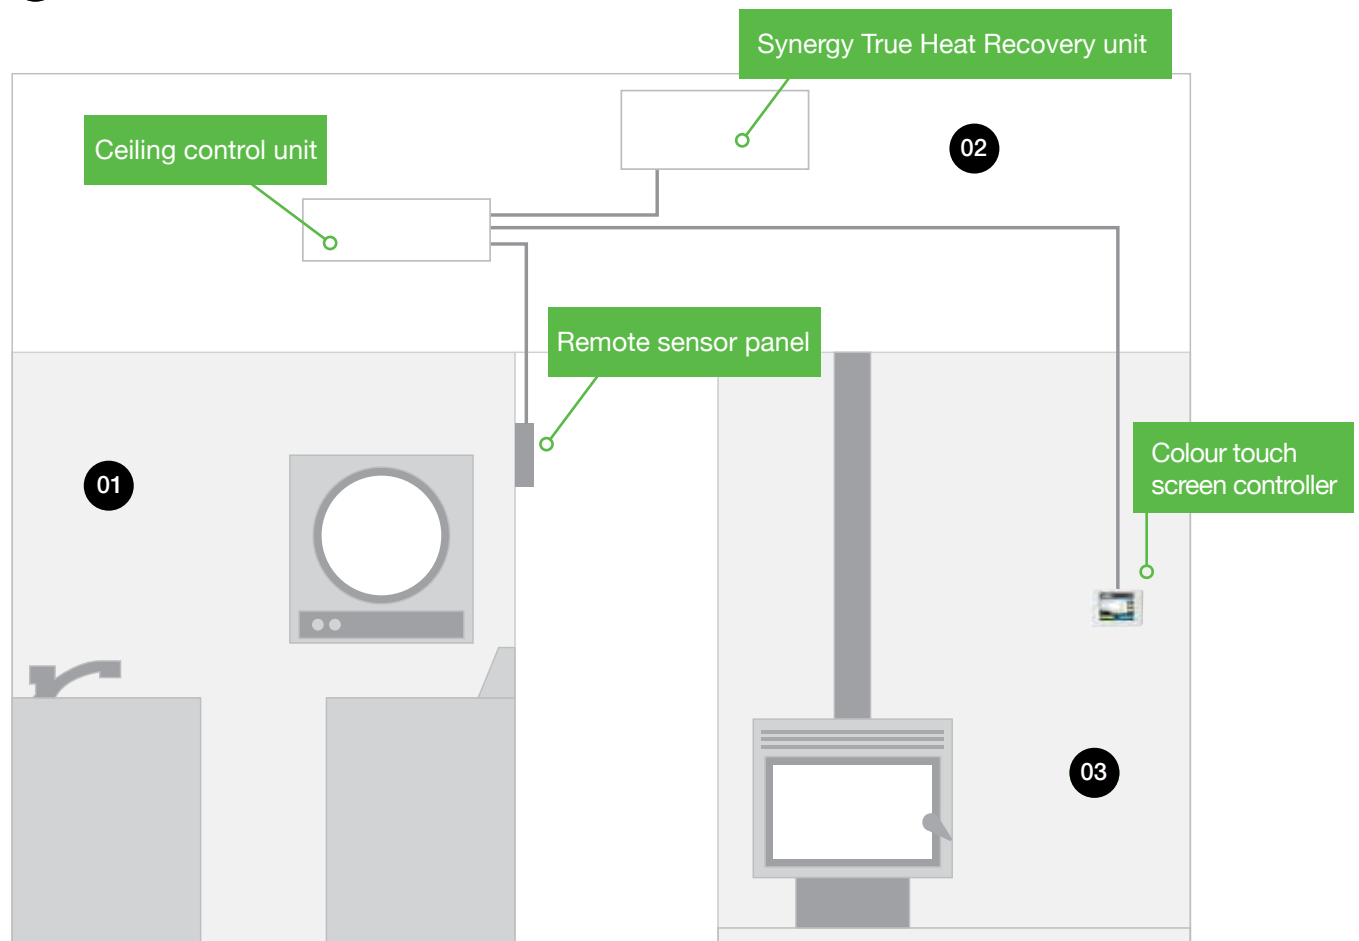 Synergy True Heat Recovery unit
Ceiling control unit
02
Remote sensor panel
01
Colour touch
screen controller
03